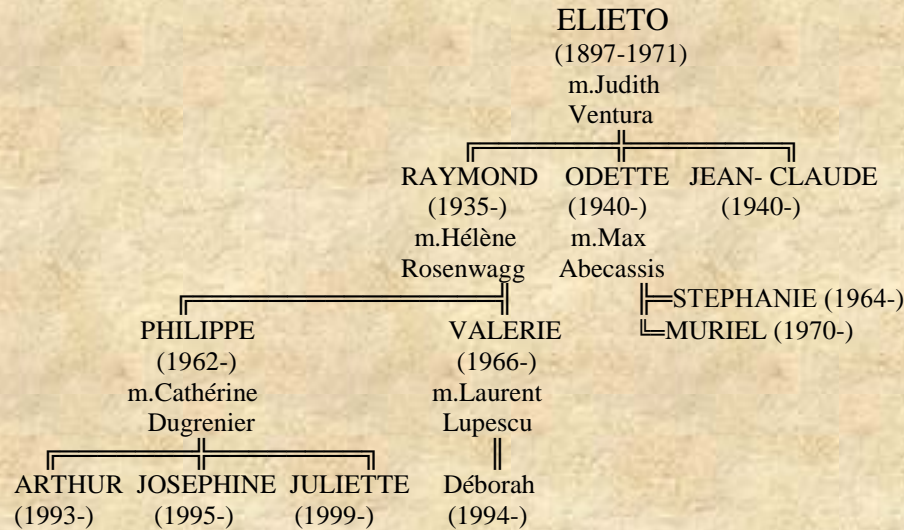 ELIETO
(1897-1971)
m.Judith
Ventura
RAYMOND ODETTE JEAN- CLAUDE
(1935-) (1940-) (1940-)
m.Hélène m.Max
Rosenwagg Abecassis
STEPHANIE (1964-)
PHILIPPE VALERIE MURIEL (1970-)
(1962-) (1966-)
m.Cathérine m.Laurent
Dugrenier Lupescu
ARTHUR JOSEPHINE JULIETTE Déborah
(1993-) (1995-) (1999-) (1994-)